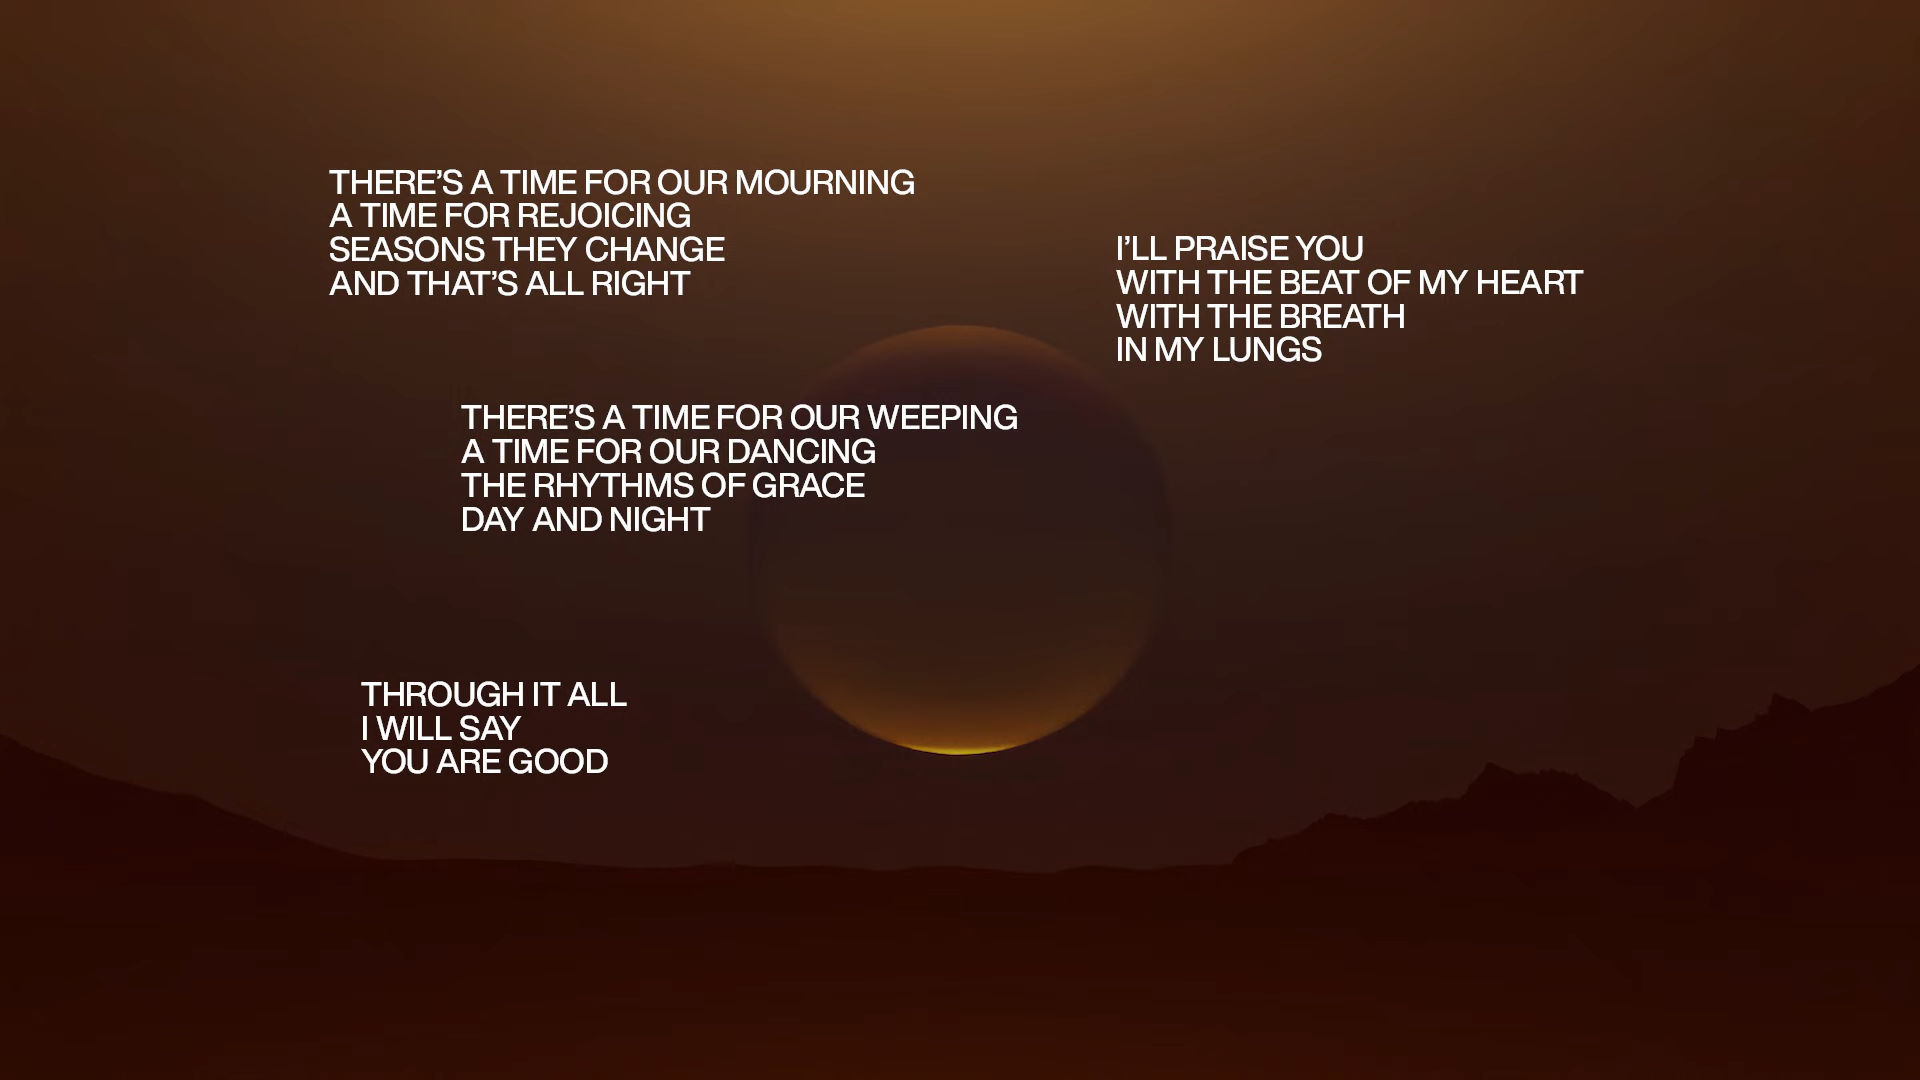 THERE’S A TIME FOR OUR MOURNING
A TIME FOR REJOICING
SEASONS THEY CHANGE
AND THAT’S ALL RIGHT
THERE’S A TIME FOR OUR WEEPING
A TIME FOR OUR DANCING
THE RHYTHMS OF GRACE
DAY AND NIGHT
THROUGH IT ALL
I WILL SAY
YOU ARE GOOD
I’LL PRAISE YOU
WITH THE BEAT OF MY HEART
WITH THE BREATH
IN MY LUNGS